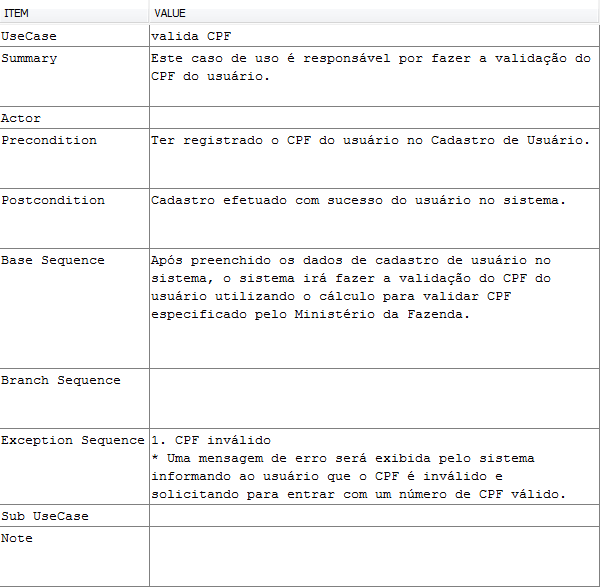 ITEM VALUE
UseCase valida CPF
Summary Este caso de uso é responsável por fazer a validação do
CPF do usuário.
Actor
Precondition Ter registrado o CPF do usuário no Cadastro de Usuário.
Postcondition Cadastro efetuado com sucesso do usuário no sistema.
Base Sequence Após preenchido os dados de cadastro de usuário no
sistema, o sistema irá fazer a validação do CPF do
usuário utilizando o cálculo para validar CPF
especificado pelo Ministério da Fazenda.
Branch Sequence
Exception Sequence 1. CPF inválido
* Uma mensagem de erro será exibida pelo sistema
informando ao usuário que o CPF é inválido e
solicitando para entrar com um número de CPF válido.
Sub UseCase
Note